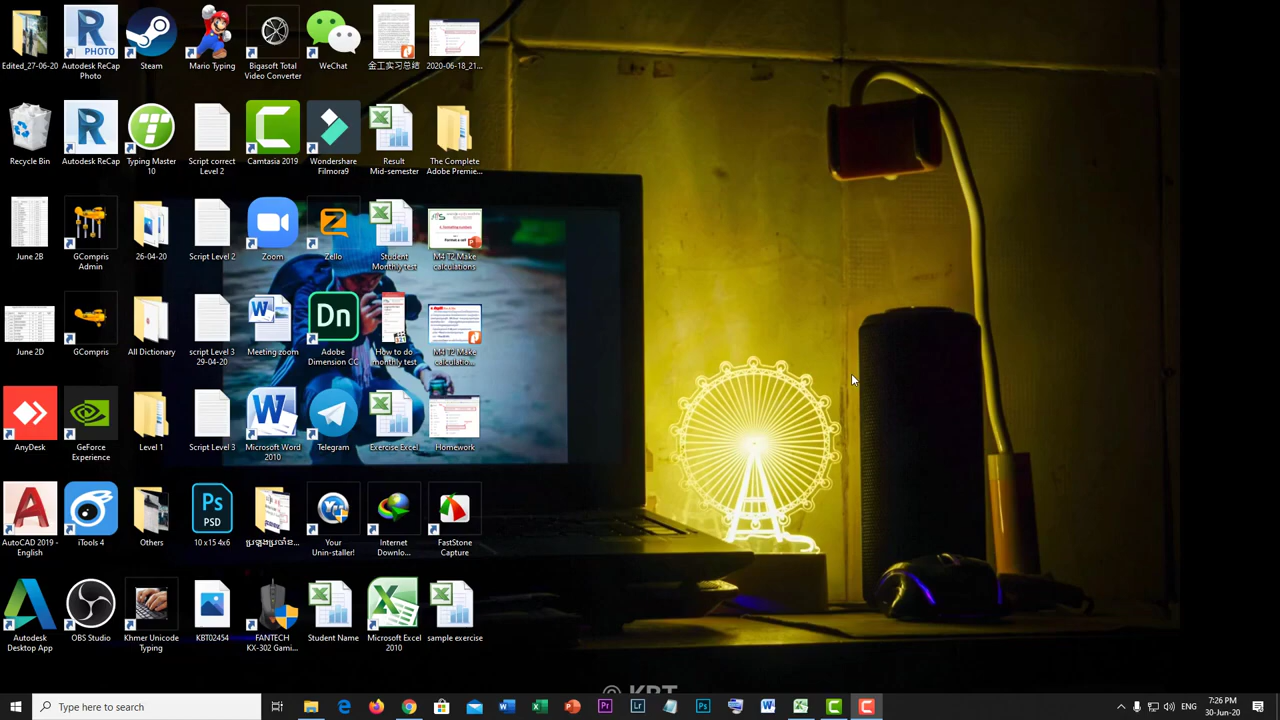 Edited_27-06-20
Autodesk ReCap
Photo
Steam
Mario Typing
Bigasoft Total
Video Converter
WeChat
金工实习总结
2020-06-18_21...
Recycle Bin
Autodesk ReCap
Typing Master
10
Script correct
Level 2
Camtasia 2019
Wondershare
Filmora9
Result
Mid-semester
The Complete
Adobe Premie...
June 2B
GCompris
Admin
26-04-20
Script Level 2
Zoom
Zello
Student
Monthly test
M4 T2 Make
calculations
June 2D
GCompris
All Dictionary
script Level 3
29-04-20
Meeting zoom
Adobe
Dimension CC
How to do
monthly test
M4 T2 Make
calculatio...
AnyDesk
GeForce
Experience
Level 1
Script Level 3
Microsoft Word
2010
Telegram
Exercise Excel
Homework
AutoCAD 2019 -
English
iTools 4
Others
10 x15 4x6
Your
Unin-staller!
Internet
Downlo...
FastStone
Capture
Autodesk
Desktop App
OBS Studio
Khmer Unicode
Typing
KBT02454
FANTECH
KX-302 Gami...
Student Name
Microsoft Excel
2010
sample exercise
Type here to search
ENG
7:26 PM
30-Jun-20